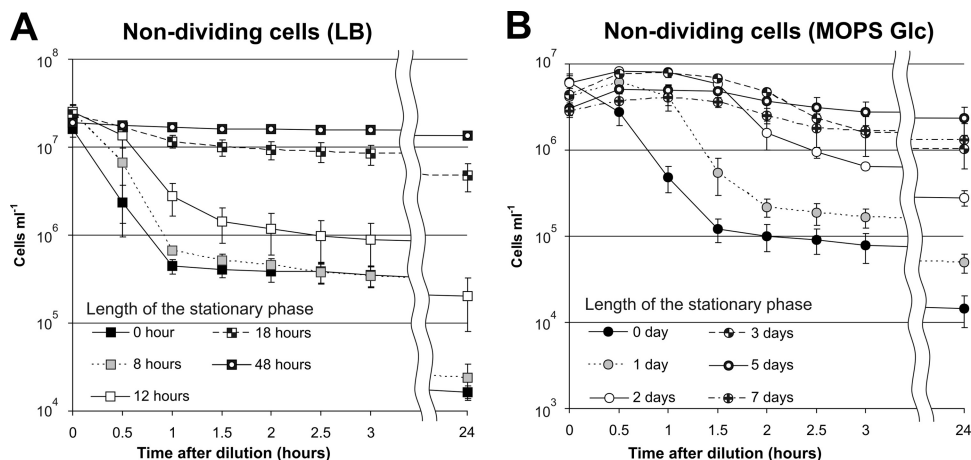 A
Non-dividing cells (LB)
10^8
10^7
10^6
10^5
10^4
Cells ml^-1
Length of the stationary phase
0 hour
18 hours
8 hours
48 hours
12 hours
0
0.5
1
1.5
2
2.5
3
24
Time after dilution (hours)
B
Non-dividing cells (MOPS Glc)
10^7
10^6
10^5
10^4
10^3
Cells ml^-1
Length of the stationary phase
0 day
3 days
1 day
5 days
2 days
7 days
0
0.5
1
1.5
2
2.5
3
24
Time after dilution (hours)